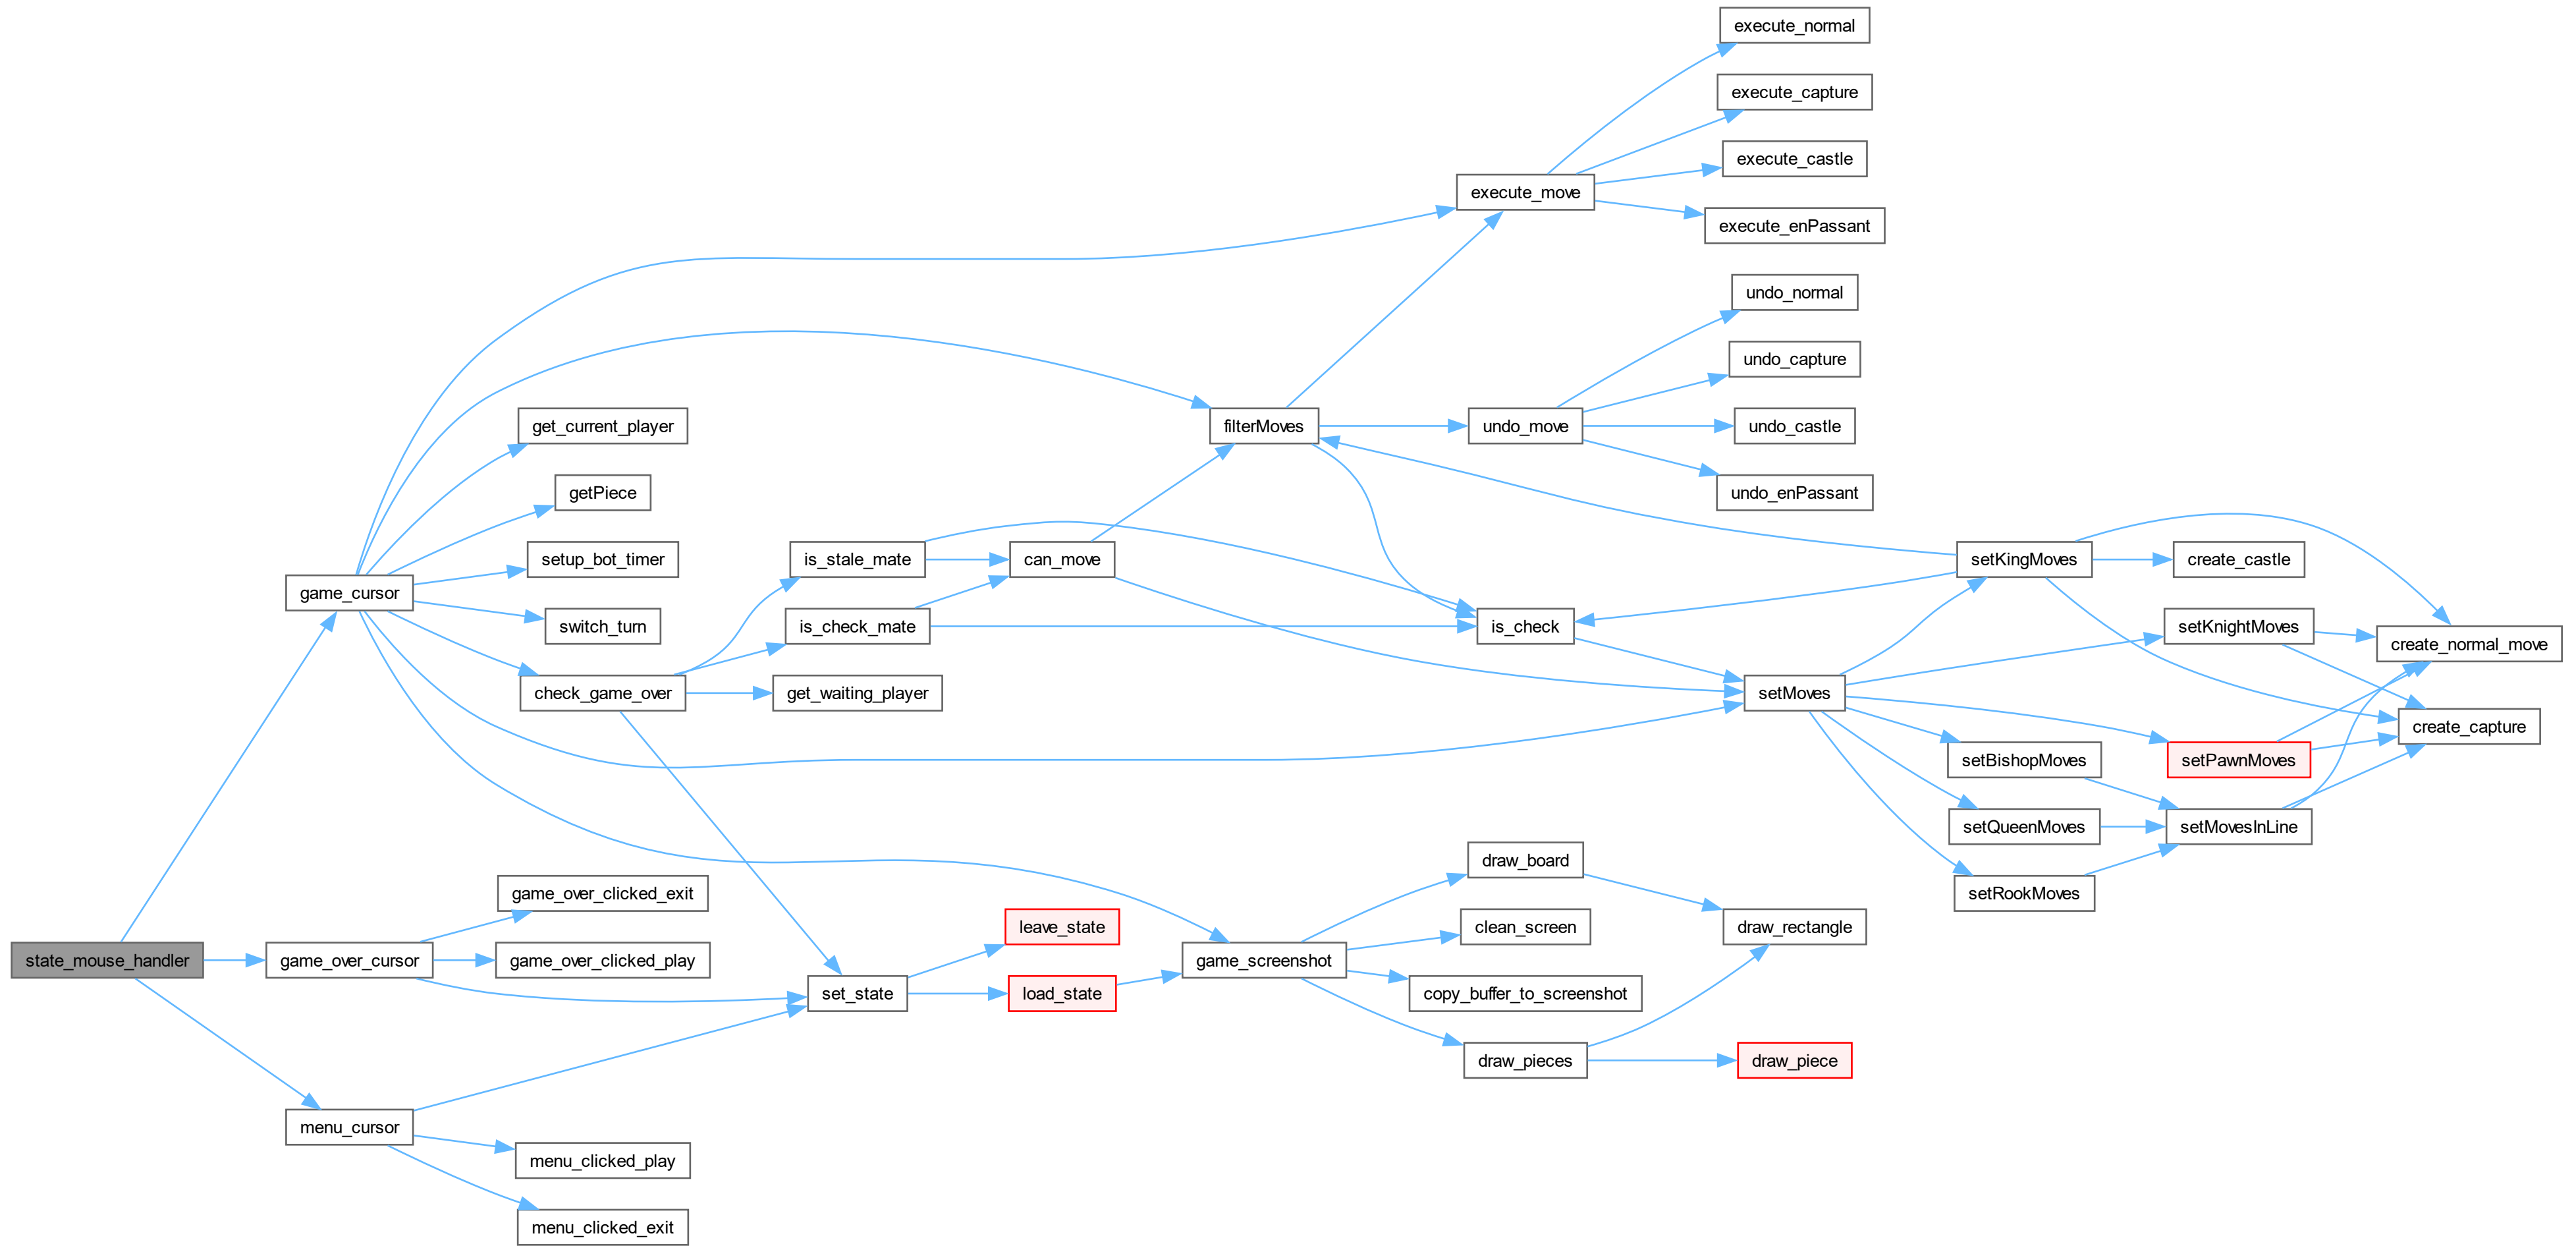 execute_normal
execute_capture
execute_castle
execute_move
execute_enPassant
undo_normal
undo_capture
get_current_player
filterMoves
undo_move
undo_castle
getPiece
undo_enPassant
setup_bot_timer
is_stale_mate
can_move
setKingMoves
create_castle
game_cursor
switch_turn
is_check_mate
is_check
setKnightMoves
create_normal_move
check_game_over
get_waiting_player
setMoves
create_capture
setBishopMoves
setPawnMoves
setQueenMoves
setMovesInLine
draw_board
game_over_clicked_exit
setRookMoves
leave_state
clean_screen
draw_rectangle
state_mouse_handler
game_over_cursor
game_over_clicked_play
game_screenshot
set_state
load_state
copy_buffer_to_screenshot
draw_pieces
draw_piece
menu_cursor
menu_clicked_play
menu_clicked_exit